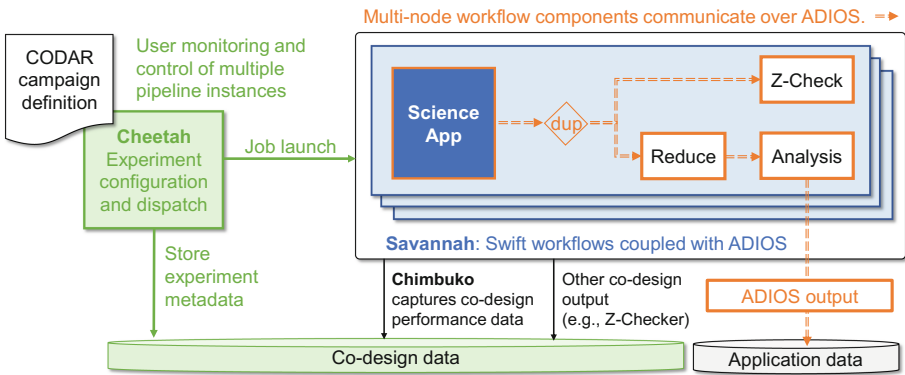 Multi-node workflow components communicate over ADIOS.
CODAR
campaign
definition
User monitoring and
control of multiple
pipeline instances
Cheetah
Experiment
configuration
and dispatch
Job launch
Science
App
dup
Z-Check
Reduce
Analysis
Savannah: Swift workflows coupled with ADIOS
Store
experiment
metadata
Chimbuko
captures co-design
performance data
Other co-design
output
(e.g., Z-Checker)
ADIOS output
Co-design data
Application data